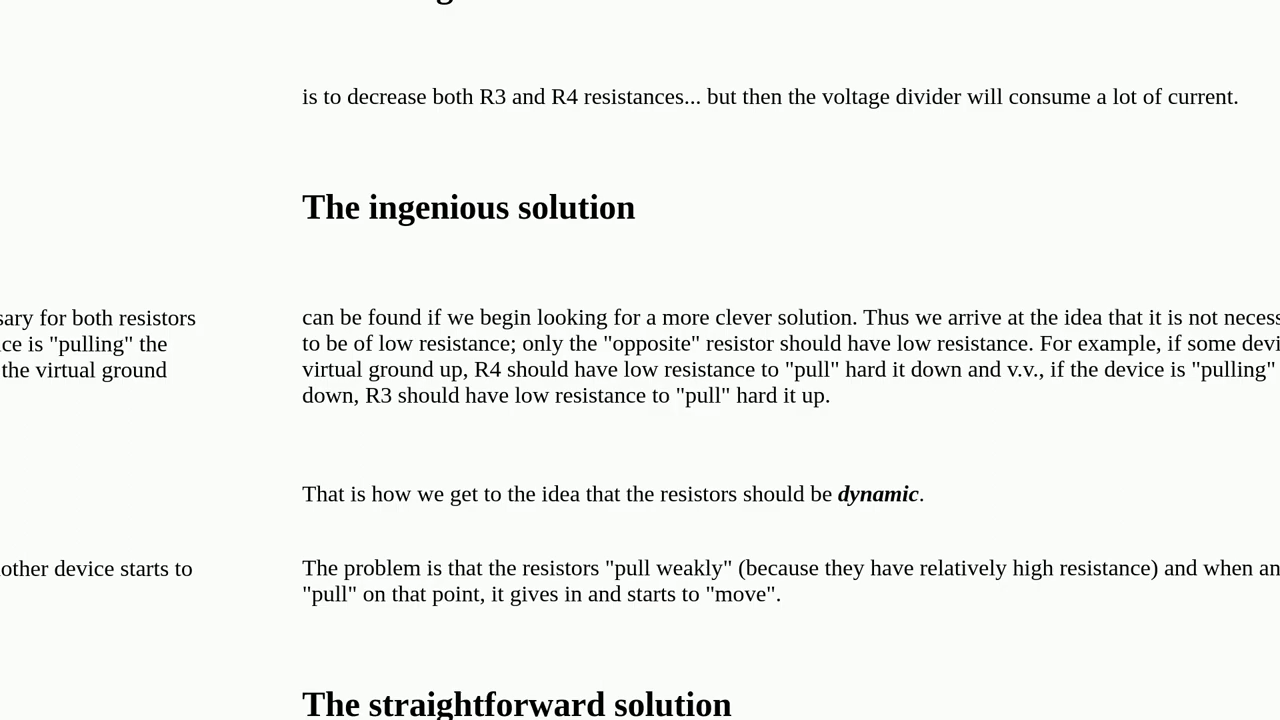 is to decrease both R3 and R4 resistances... but then the voltage divider will consume a lot of current.
The ingenious solution
sary for both resistors
ce is "pulling" the
the virtual ground
can be found if we begin looking for a more clever solution. Thus we arrive at the idea that it is not necess
to be of low resistance; only the "opposite" resistor should have low resistance. For example, if some devi
virtual ground up, R4 should have low resistance to "pull" hard it down and v.v., if the device is "pulling"
down, R3 should have low resistance to "pull" hard it up.
That is how we get to the idea that the resistors should be dynamic.
other device starts to
The problem is that the resistors "pull weakly" (because they have relatively high resistance) and when an
"pull" on that point, it gives in and starts to "move".
The straightforward solution